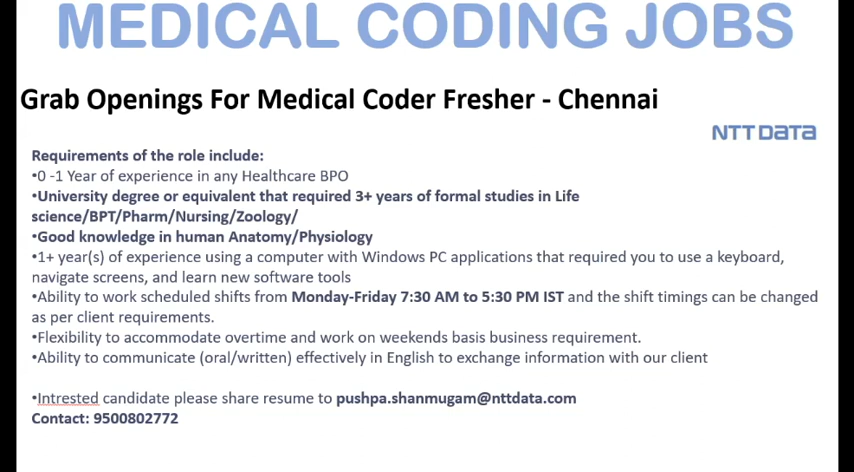 MEDICAL CODING JOBS
Grab Openings For Medical Coder Fresher - Chennai
NTT DATA
Requirements of the role include:
•0 -1 Year of experience in any Healthcare BPO
•University degree or equivalent that required 3+ years of formal studies in Life
science/BPT/Pharm/Nursing/Zoology/
•Good knowledge in human Anatomy/Physiology
•1+ year(s) of experience using a computer with Windows PC applications that required you to use a keyboard,
navigate screens, and learn new software tools
•Ability to work scheduled shifts from Monday-Friday 7:30 AM to 5:30 PM IST and the shift timings can be changed
as per client requirements.
•Flexibility to accommodate overtime and work on weekends basis business requirement.
•Ability to communicate (oral/written) effectively in English to exchange information with our client
•Intrested candidate please share resume to pushpa.shanmugam@nttdata.com
Contact: 9500802772